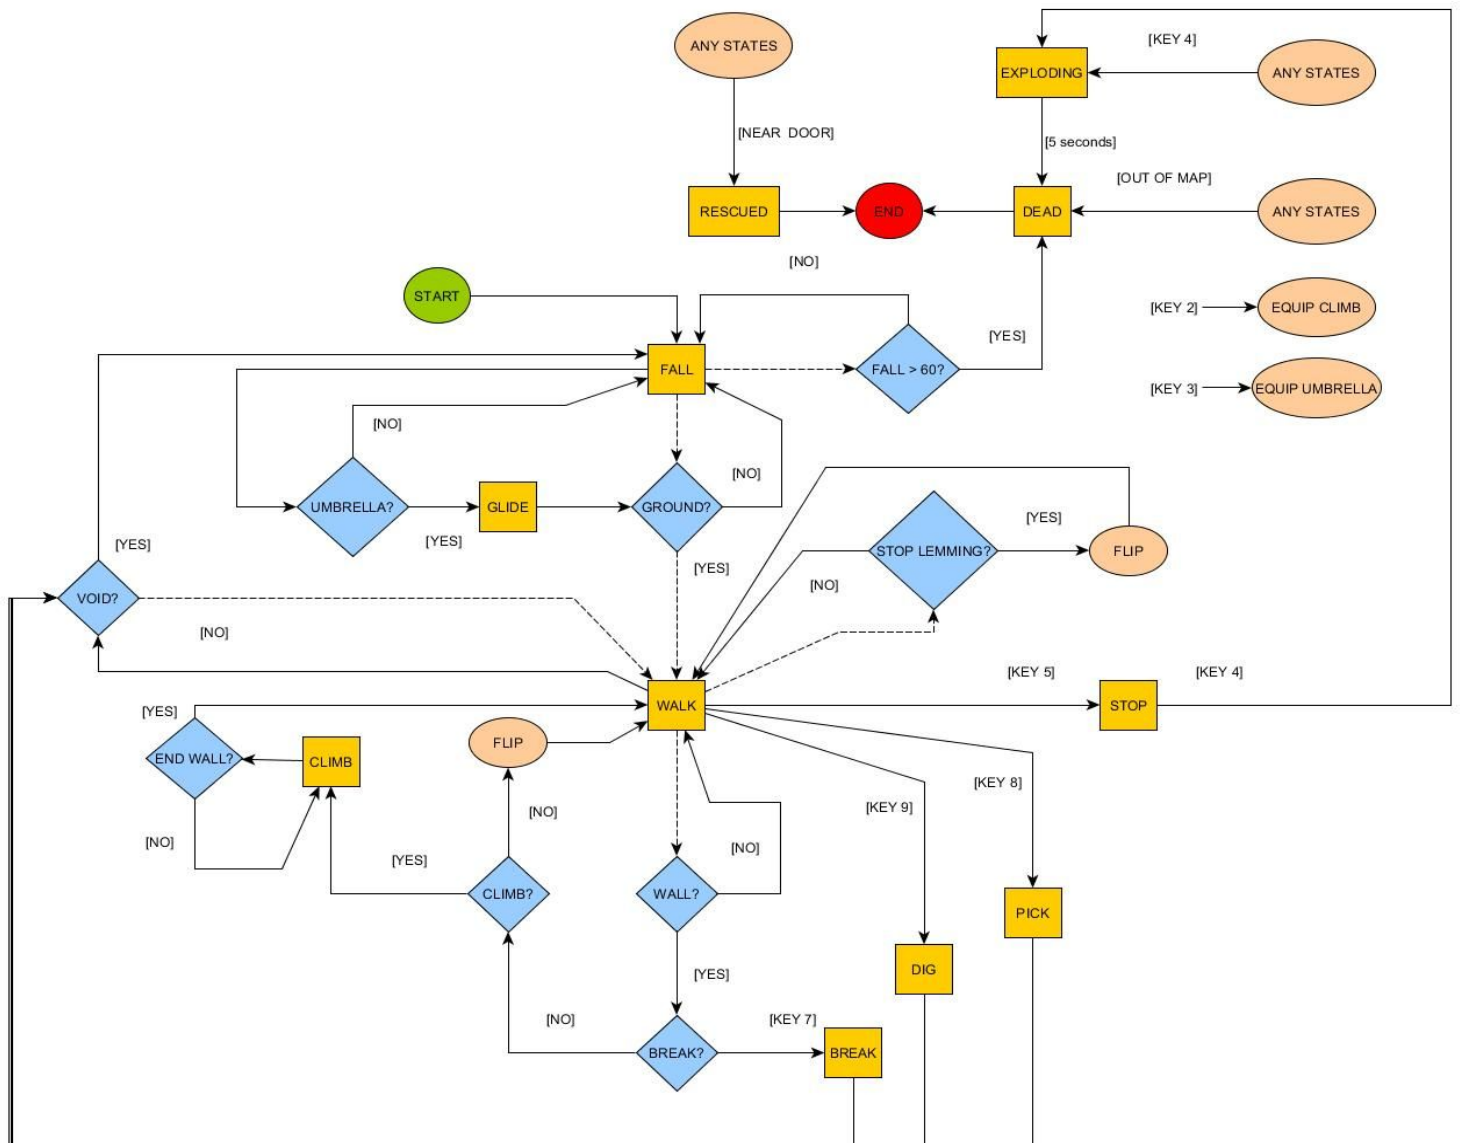 ANY STATES
[KEY 4]
EXPLODING
ANY STATES
[NEAR DOOR]
[5 seconds]
[OUT OF MAP]
RESCUED
END
DEAD
ANY STATES
[NO]
START
[KEY 2]
EQUIP CLIMB
[YES]
FALL
FALL > 60?
[KEY 3]
EQUIP UMBRELLA
[NO]
[NO]
UMBRELLA?
GLIDE
GROUND?
[YES]
[YES]
[YES]
STOP LEMMING?
FLIP
[YES]
[NO]
VOID?
[NO]
[KEY 5]
[KEY 4]
WALK
STOP
[YES]
FLIP
END WALL?
CLIMB
[KEY 8]
[KEY 9]
[NO]
[NO]
[NO]
[YES]
CLIMB?
WALL?
PICK
DIG
[YES]
[NO]
[KEY 7]
BREAK?
BREAK